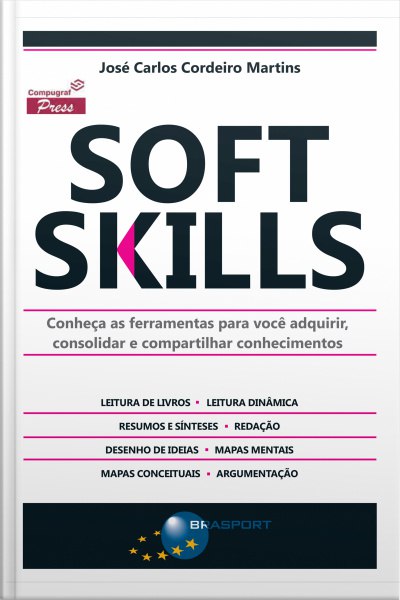 José Carlos Cordeiro Martins
Compugraf
Press
SOFT
SKILLS
Conheça as ferramentas para você adquirir,
consolidar e compartilhar conhecimentos
LEITURA DE LIVROS ▪ LEITURA DINÂMICA
RESUMOS E SÍNTESES ▪ REDAÇÃO
DESENHO DE IDEIAS ▪ MAPAS MENTAIS
MAPAS CONCEITUAIS ▪ ARGUMENTAÇÃO
BRASPORT